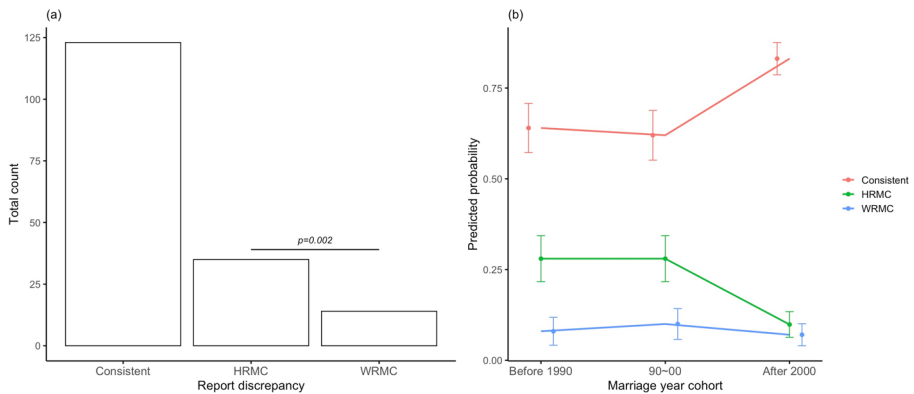 (a)
125
100
75
50
25
0
Total count
p=0.002
Consistent
HRMC
WRMC
Report discrepancy
(b)
0.75
0.50
0.25
0.00
Predicted probability
Before 1990
90~00
After 2000
Marriage year cohort
Consistent
HRMC
WRMC